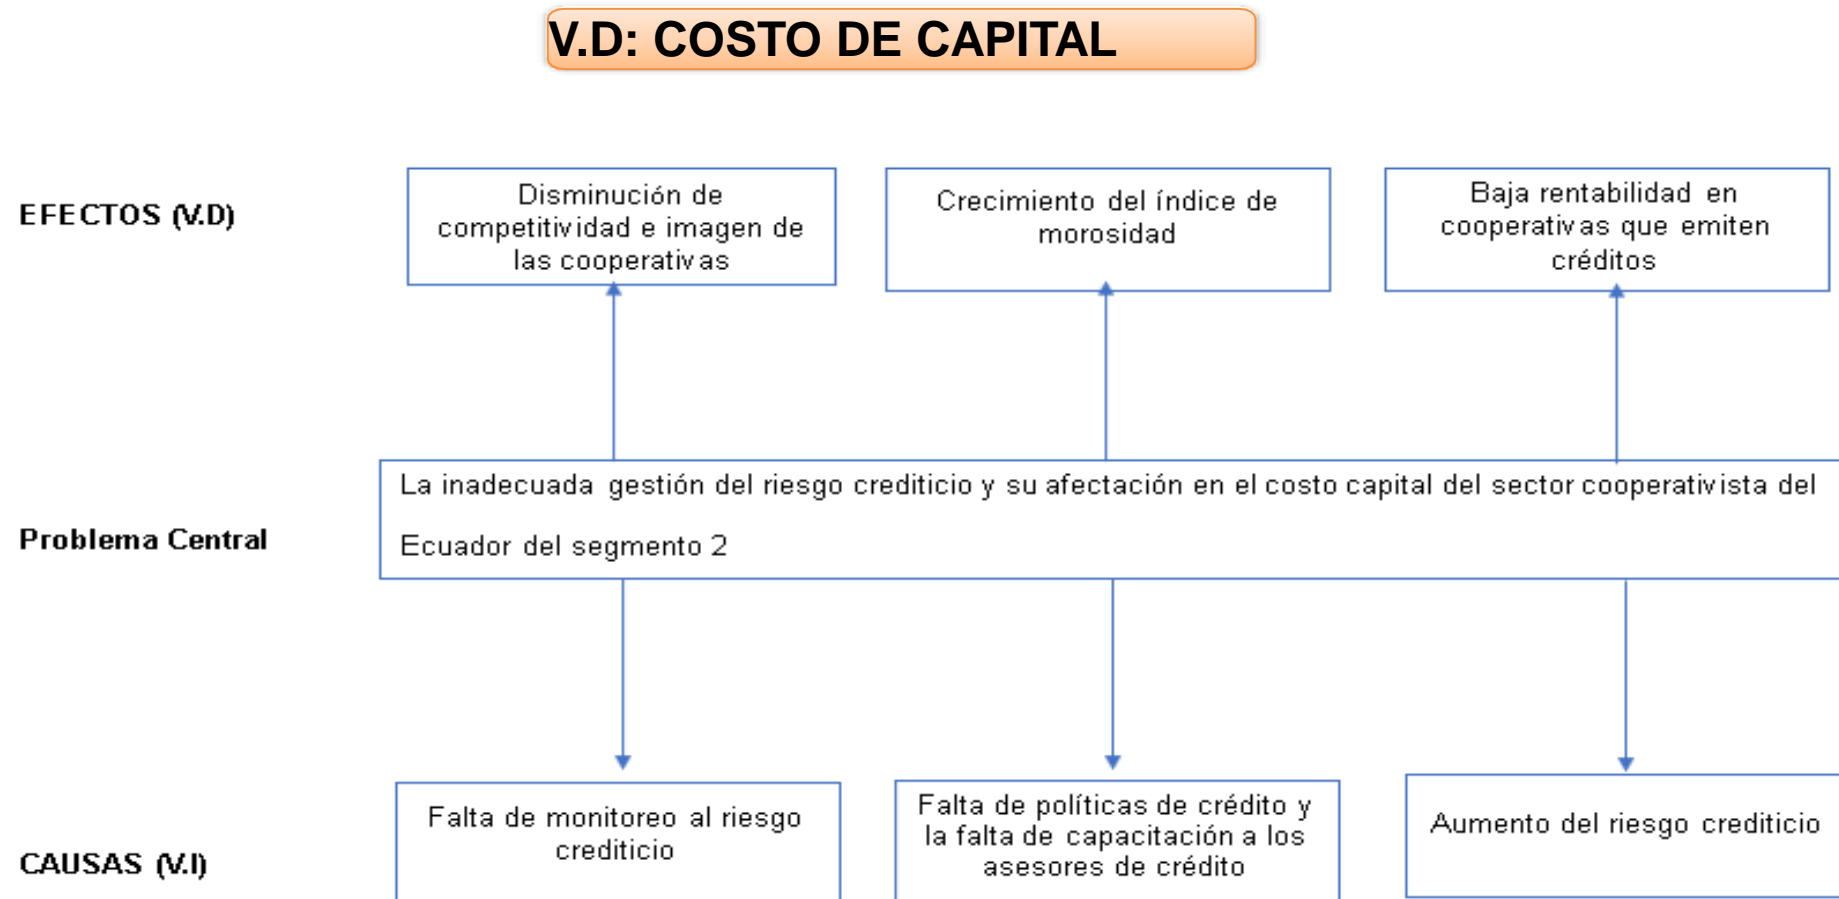 V.D: COSTO DE CAPITAL
EFECTOS (V.D)
Disminución de
competitividad e imagen de
las cooperativas
Crecimiento del índice de
morosidad
Baja rentabilidad en
cooperativas que emiten
créditos
Problema Central
La inadecuada gestión del riesgo crediticio y su afectación en el costo capital del sector cooperativista del
Ecuador del segmento 2
CAUSAS (V.I)
Falta de monitoreo al riesgo
crediticio
Falta de políticas de crédito y
la falta de capacitación a los
asesores de crédito
Aumento del riesgo crediticio